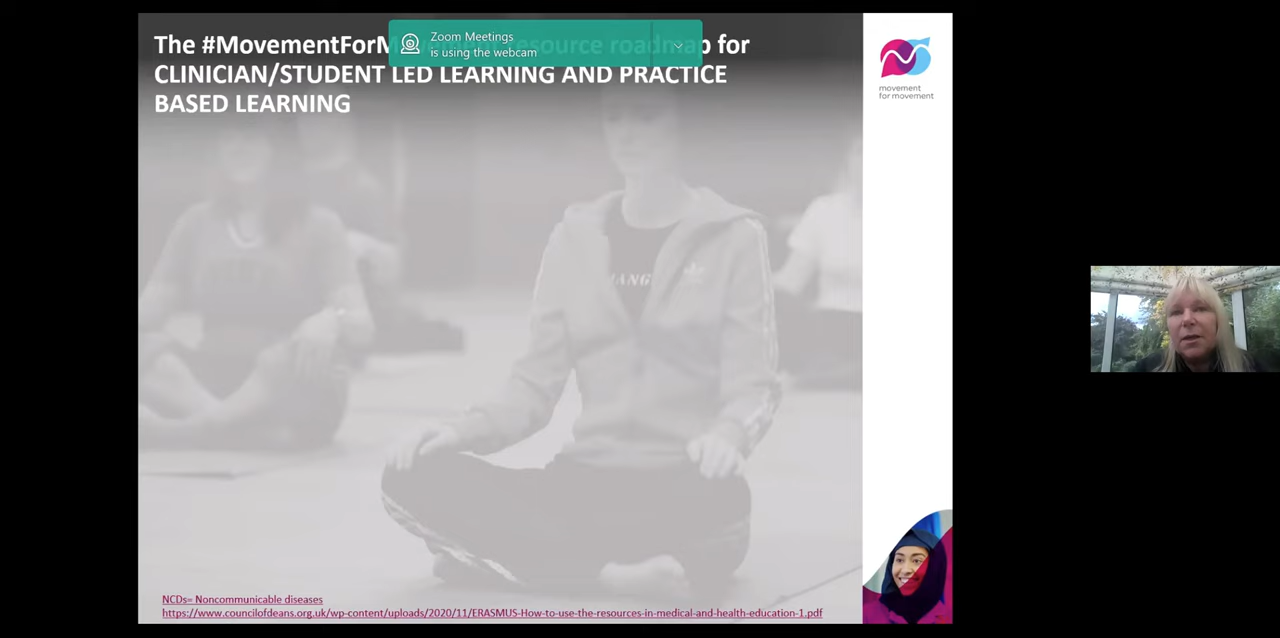 The #MovementForM
Zoom Meetings
is using the webcam
resource roadmap for
CLINICIAN/STUDENT LED LEARNING AND PRACTICE
BASED LEARNING
movement
for movement
NCDs= Noncommunicable diseases
https://www.councilofdeans.org.uk/wp-content/uploads/2020/11/ERASMUS-How-to-use-the-resources-in-medical-and-health-education-1.pdf